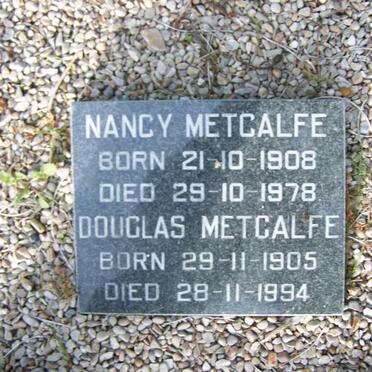 NANCY METCALFE
BORN 21-10-1908
DIED 29-10-1978
DOUGLAS METCALFE
BORN 29-11-1905
DIED 28-11-1994